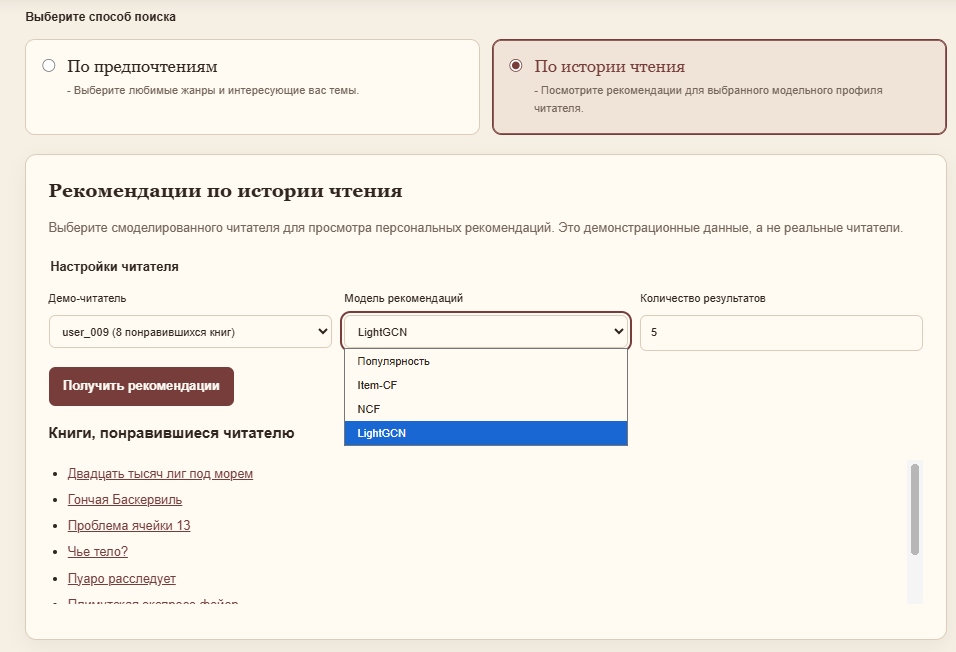 Выберите способ поиска
По предпочтениям
- Выберите любимые жанры и интересующие вас темы.
По истории чтения
- Посмотрите рекомендации для выбранного модельного профиля
читателя.
Рекомендации по истории чтения
Выберите смоделированного читателя для просмотра персональных рекомендаций. Это демонстрационные данные, а не реальные читатели.
Настройки читателя
Демо-читатель
Модель рекомендаций
Количество результатов
user_009 (8 понравившихся книг)
LightGCN
5
Популярность
Item-CF
NCF
LightGCN
Получить рекомендации
Книги, понравившиеся читателю
Двадцать тысяч лиг под морем
Гончая Баскервиль
Проблема ячейки 13
Чье тело?
Пуаро расследует